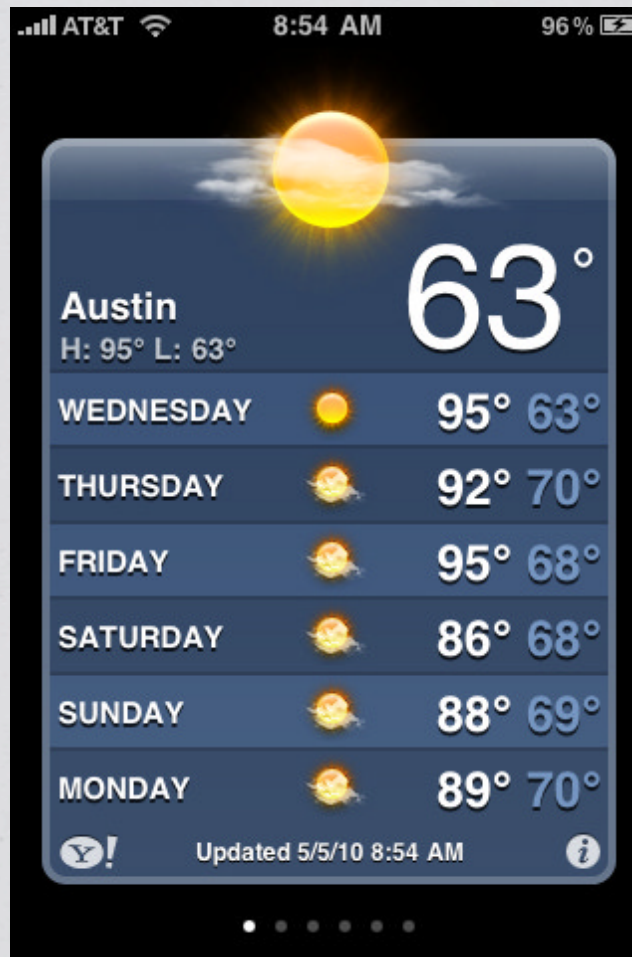 AT&T 8:54 AM 96%
63°
Austin
H: 95° L: 63°
WEDNESDAY 95° 63°
THURSDAY 92° 70°
FRIDAY 95° 68°
SATURDAY 86° 68°
SUNDAY 88° 69°
MONDAY 89° 70°
Y! Updated 5/5/10 8:54 AM i